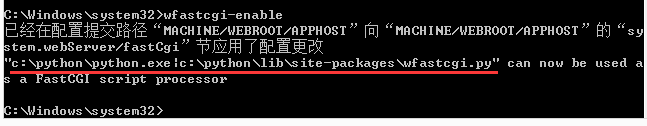 C:\Windows\system32>wfastcgi-enable
已经在配置提交路径“MACHINE/WEBROOT/APPHOST”向“MACHINE/WEBROOT/APPHOST”的“sy
stem.webServer/fastCgi”节应用了配置更改
"c:\python\python.exe|c:\python\lib\site-packages\wfastcgi.py" can now be used a
s a FastCGI script processor
C:\Windows\system32>